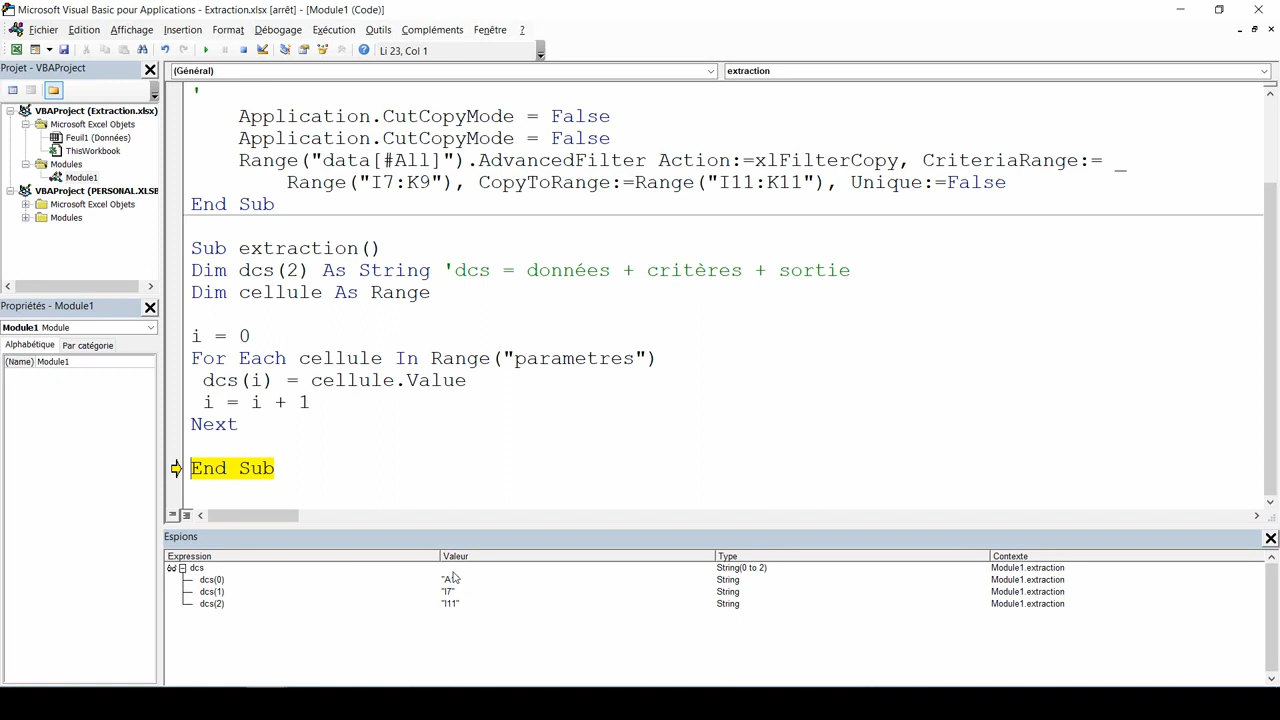 Microsoft Visual Basic pour Applications - Extraction.xlsx [arrêt] - [Module1 (Code)]
Fichier Edition Affichage Insertion Format Débogage Exécution Outils Compléments Fenêtre ?
Li 23, Col 1
Projet - VBAProject
VBAProject (Extraction.xlsx)
Microsoft Excel Objets
Feuil1 (Données)
ThisWorkbook
Modules
Module1
VBAProject (PERSONAL.XLSB
Microsoft Excel Objets
Modules
Propriétés - Module1
Module1 Module
Alphabétique Par catégorie
(Name) Module1
(Général) extraction
'
Application.CutCopyMode = False
Application.CutCopyMode = False
Range("data[#All]").AdvancedFilter Action:=xlFilterCopy, CriteriaRange:= _
Range("I7:K9"), CopyToRange:=Range("I11:K11"), Unique:=False
End Sub
Sub extraction()
Dim dcs(2) As String 'dcs = données + critères + sortie
Dim cellule As Range
i = 0
For Each cellule In Range("parametres")
dcs(i) = cellule.Value
i = i + 1
Next
End Sub
Espions
Expression Valeur Type Contexte
dcs String(0 to 2) Module1.extraction
dcs(0) String Module1.extraction
dcs(1) "I7" String Module1.extraction
dcs(2) "I11" String Module1.extraction